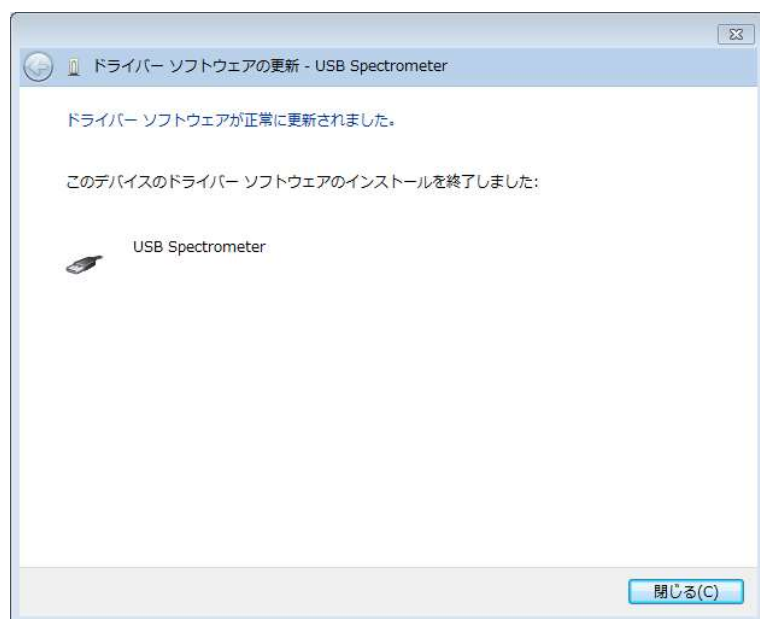 ドライバー ソフトウェアの更新 - USB Spectrometer
ドライバー ソフトウェアが正常に更新されました。
このデバイスのドライバー ソフトウェアのインストールを終了しました:
USB Spectrometer
閉じる(C)